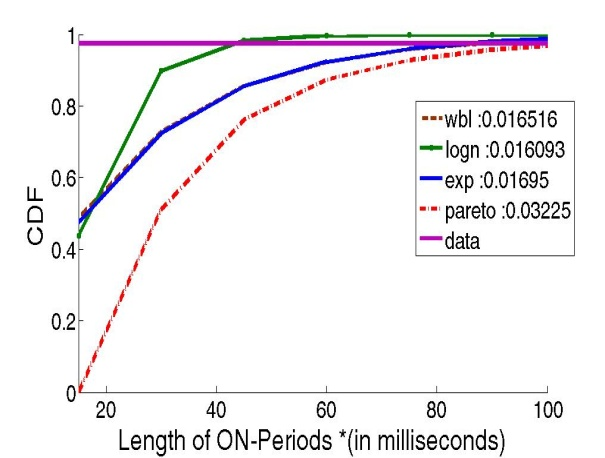 1
0.8
0.6
0.4
0.2
0
CDF
20 40 60 80 100
Length of ON-Periods *(in milliseconds)
wbl :0.016516
logn :0.016093
exp :0.01695
pareto :0.03225
data